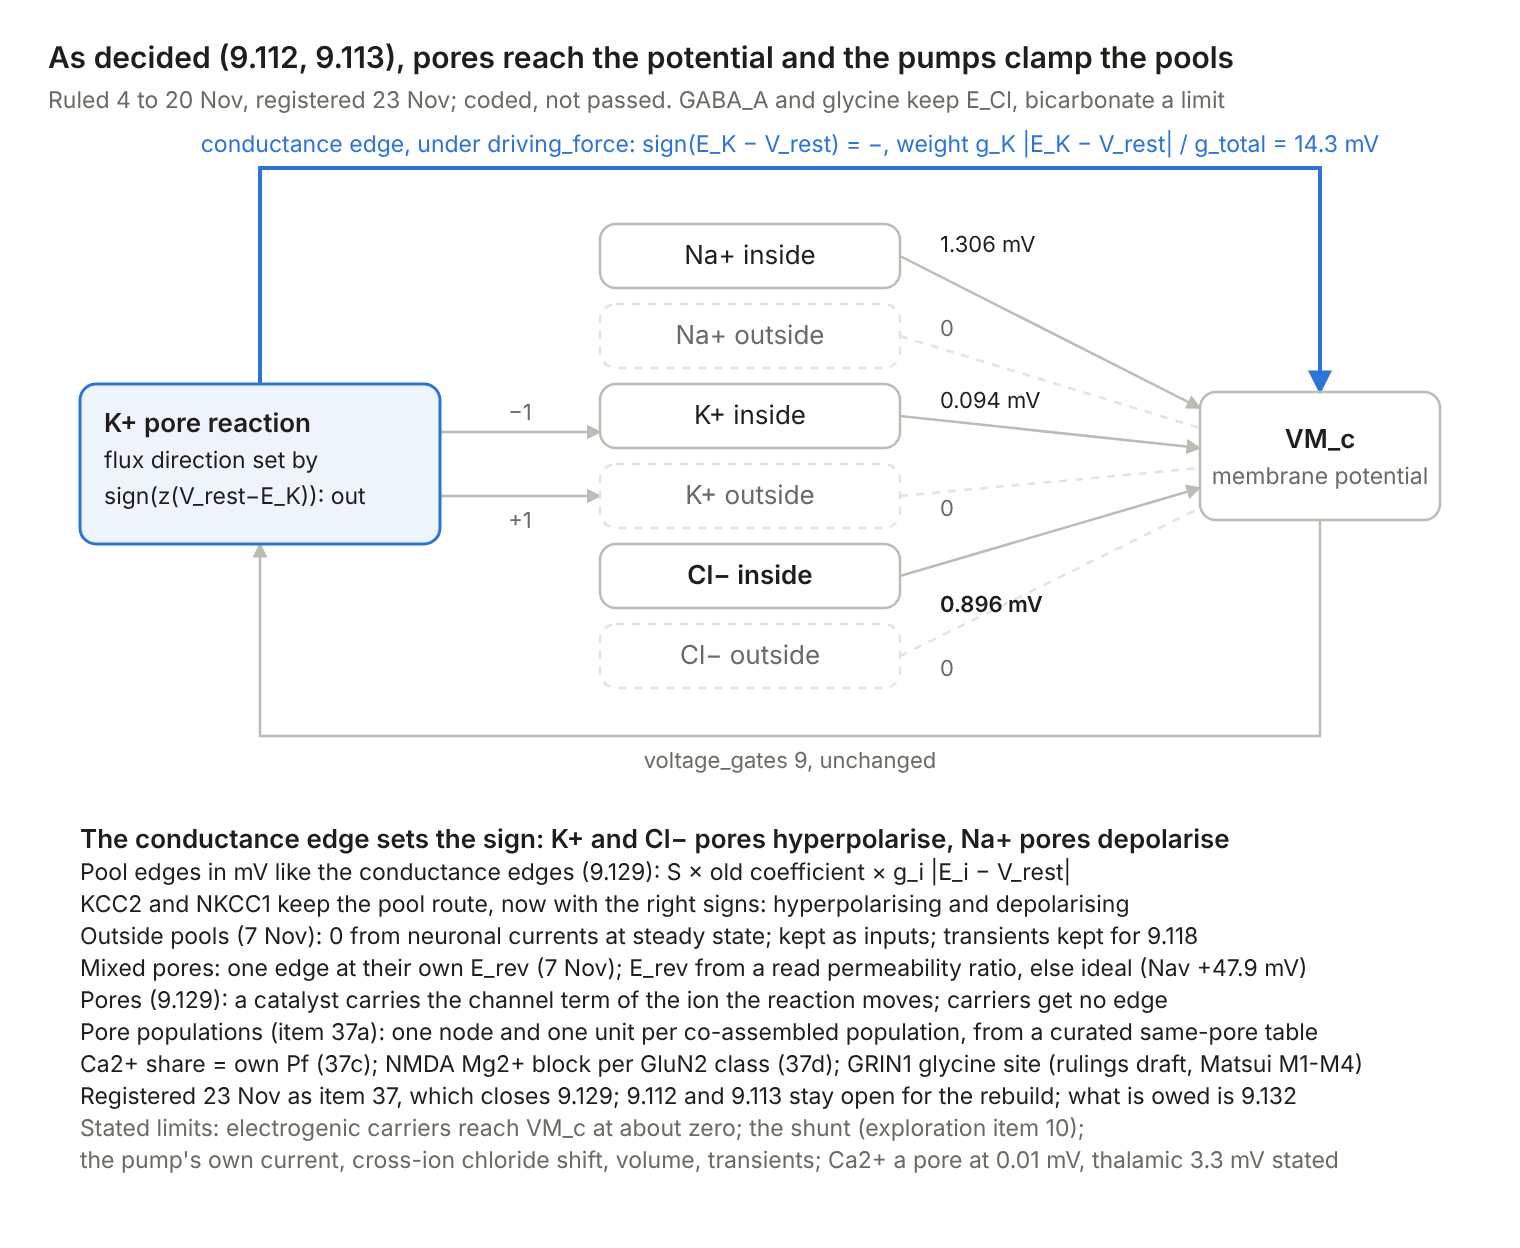 As decided (9.112, 9.113), pores reach the potential and the pumps clamp the pools
Ruled 4 to 20 Nov, registered 23 Nov; coded, not passed. GABA_A and glycine keep E_Cl, bicarbonate a limit
conductance edge, under driving_force: sign(E_K − V_rest) = −, weight g_K |E_K − V_rest| / g_total = 14.3 mV
Na+ inside
1.306 mV
Na+ outside
0
K+ pore reaction
flux direction set by
sign(z(V_rest−E_K)): out
−1
+1
K+ inside
0.094 mV
K+ outside
0
VM_c
membrane potential
Cl− inside
0.896 mV
Cl− outside
0
voltage_gates 9, unchanged
The conductance edge sets the sign: K+ and Cl− pores hyperpolarise, Na+ pores depolarise
Pool edges in mV like the conductance edges (9.129): S × old coefficient × g_i |E_i − V_rest|
KCC2 and NKCC1 keep the pool route, now with the right signs: hyperpolarising and depolarising
Outside pools (7 Nov): 0 from neuronal currents at steady state; kept as inputs; transients kept for 9.118
Mixed pores: one edge at their own E_rev (7 Nov); E_rev from a read permeability ratio, else ideal (Nav +47.9 mV)
Pores (9.129): a catalyst carries the channel term of the ion the reaction moves; carriers get no edge
Pore populations (item 37a): one node and one unit per co-assembled population, from a curated same-pore table
Ca2+ share = own Pf (37c); NMDA Mg2+ block per GluN2 class (37d); GRIN1 glycine site (rulings draft, Matsui M1-M4)
Registered 23 Nov as item 37, which closes 9.129; 9.112 and 9.113 stay open for the rebuild; what is owed is 9.132
Stated limits: electrogenic carriers reach VM_c at about zero; the shunt (exploration item 10);
the pump's own current, cross-ion chloride shift, volume, transients; Ca2+ a pore at 0.01 mV, thalamic 3.3 mV stated